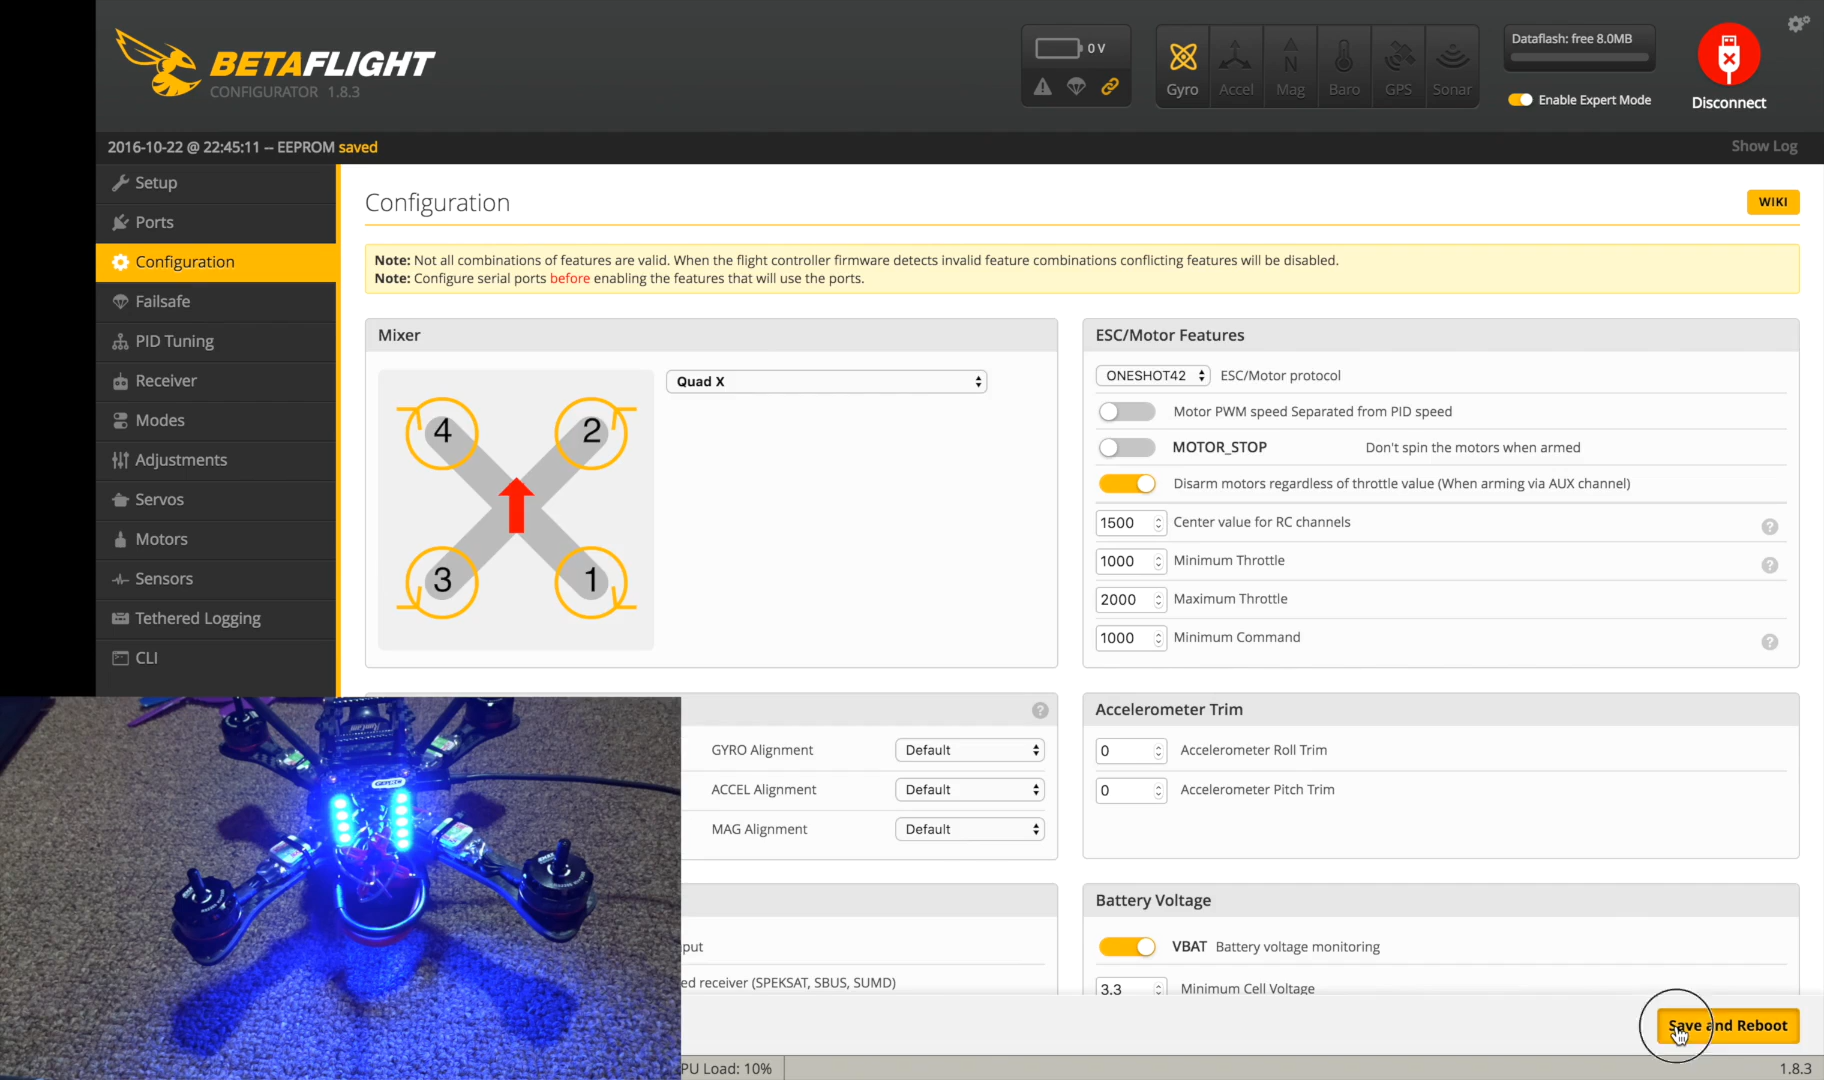 BETAFLIGHT
CONFIGURATOR 1.8.3
0 V
Gyro
Accel
Mag
Baro
GPS
Sonar
Dataflash: free 8.0MB
Enable Expert Mode
Disconnect
2016-10-22 @ 22:45:11 -- EEPROM saved
Show Log
Setup
Ports
Configuration
Failsafe
PID Tuning
Receiver
Modes
Adjustments
Servos
Motors
Sensors
Tethered Logging
CLI
Configuration
WIKI
Note: Not all combinations of features are valid. When the flight controller firmware detects invalid feature combinations conflicting features will be disabled.
Note: Configure serial ports before enabling the features that will use the ports.
Mixer
Quad X
4
2
3
1
ESC/Motor Features
ONESHOT42 ESC/Motor protocol
Motor PWM speed Separated from PID speed
MOTOR_STOP Don't spin the motors when armed
Disarm motors regardless of throttle value (When arming via AUX channel)
1500 Center value for RC channels
1000 Minimum Throttle
2000 Maximum Throttle
1000 Minimum Command
GYRO Alignment Default
ACCEL Alignment Default
MAG Alignment Default
Accelerometer Trim
0 Accelerometer Roll Trim
0 Accelerometer Pitch Trim
put
ed receiver (SPEKSAT, SBUS, SUMD)
Battery Voltage
VBAT Battery voltage monitoring
3.3 Minimum Cell Voltage
Save and Reboot
PU Load: 10%
1.8.3